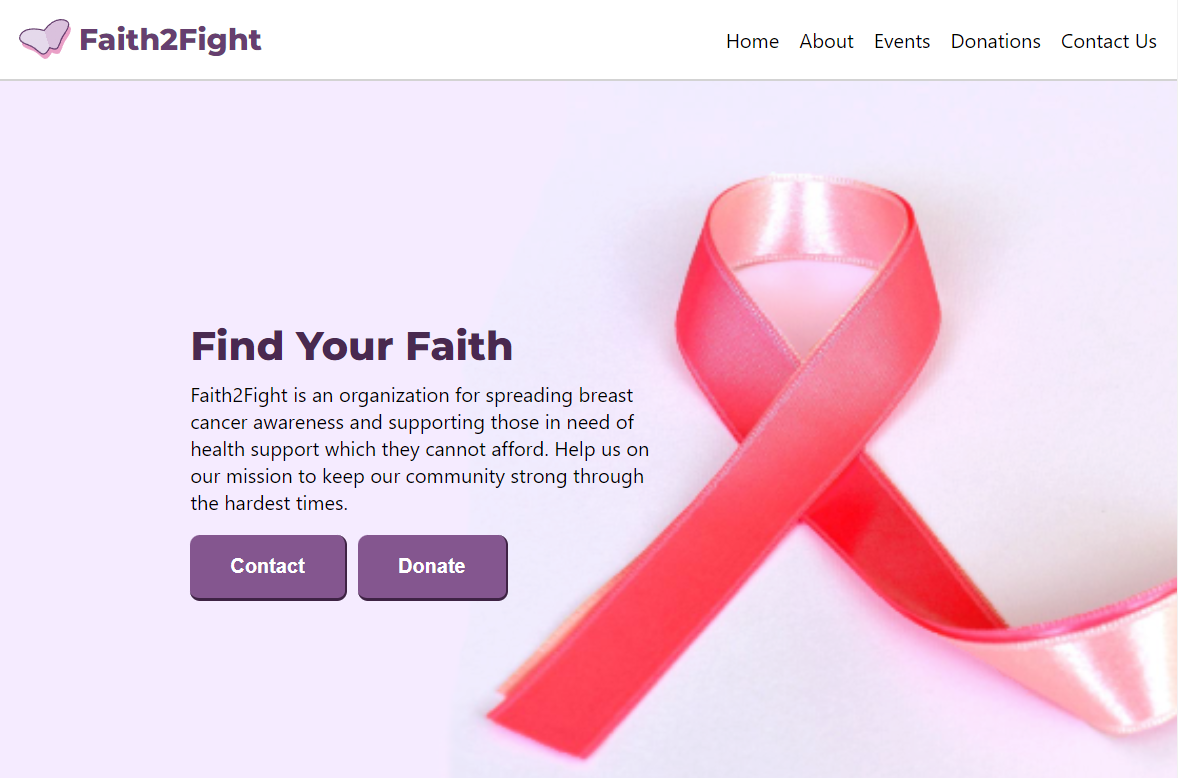 Faith2Fight
Home About Events Donations Contact Us
Find Your Faith
Faith2Fight is an organization for spreading breast
cancer awareness and supporting those in need of
health support which they cannot afford. Help us on
our mission to keep our community strong through
the hardest times.
Contact Donate